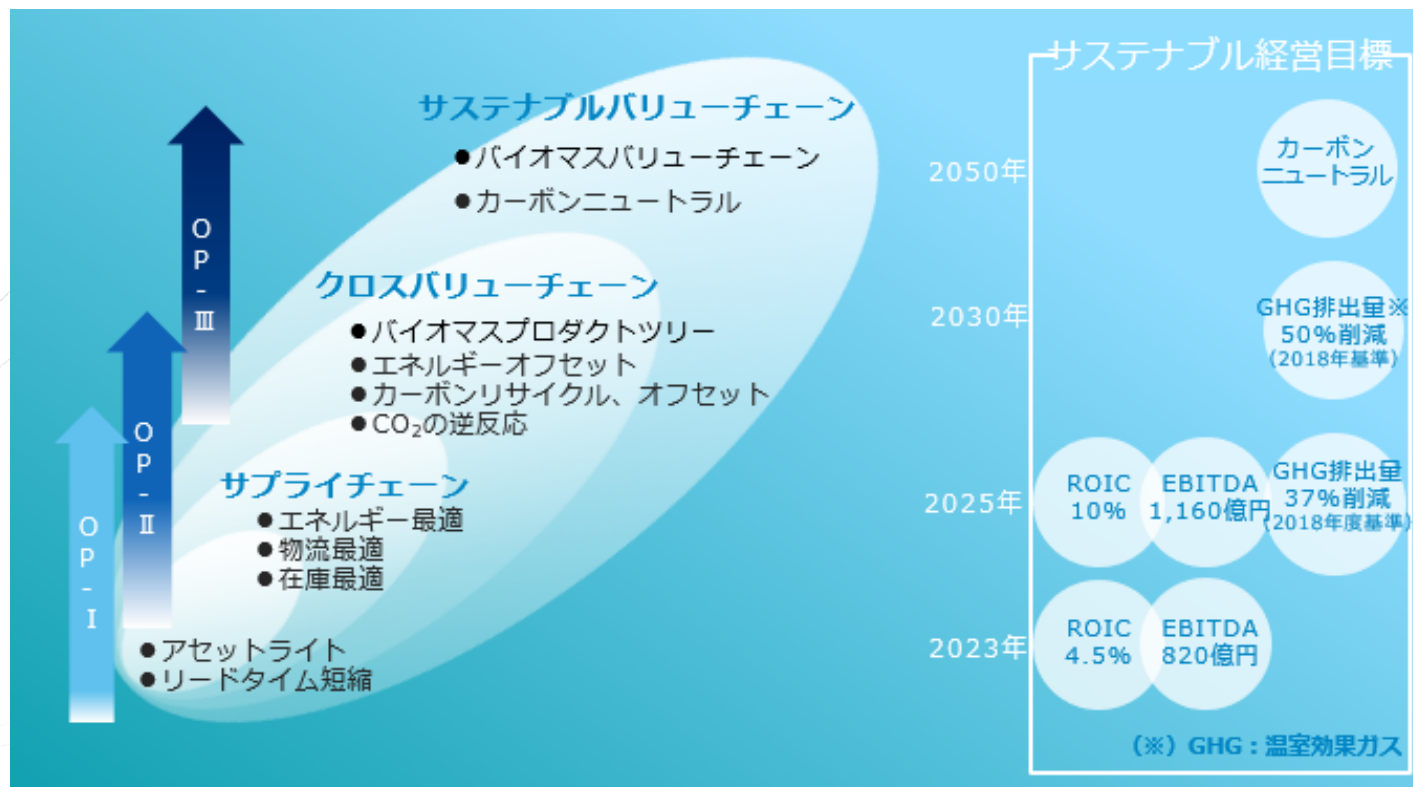 サステナブル経営目標
サステナブルバリューチェーン
●バイオマスバリューチェーン
●カーボンニュートラル
クロスバリューチェーン
●バイオマスプロダクトツリー
●エネルギーオフセット
●カーボンリサイクル、オフセット
●CO₂の逆反応
サプライチェーン
●エネルギー最適
●物流最適
●在庫最適
●アセットライト
●リードタイム短縮
OP-Ⅲ
OP-Ⅱ
OP-Ⅰ
2050年
カーボン
ニュートラル
2030年
GHG排出量※
50%削減
(2018年基準)
2025年
ROIC
10%
EBITDA
1,160億円
GHG排出量
37%削減
(2018年度基準)
2023年
ROIC
4.5%
EBITDA
820億円
(※)GHG:温室効果ガス